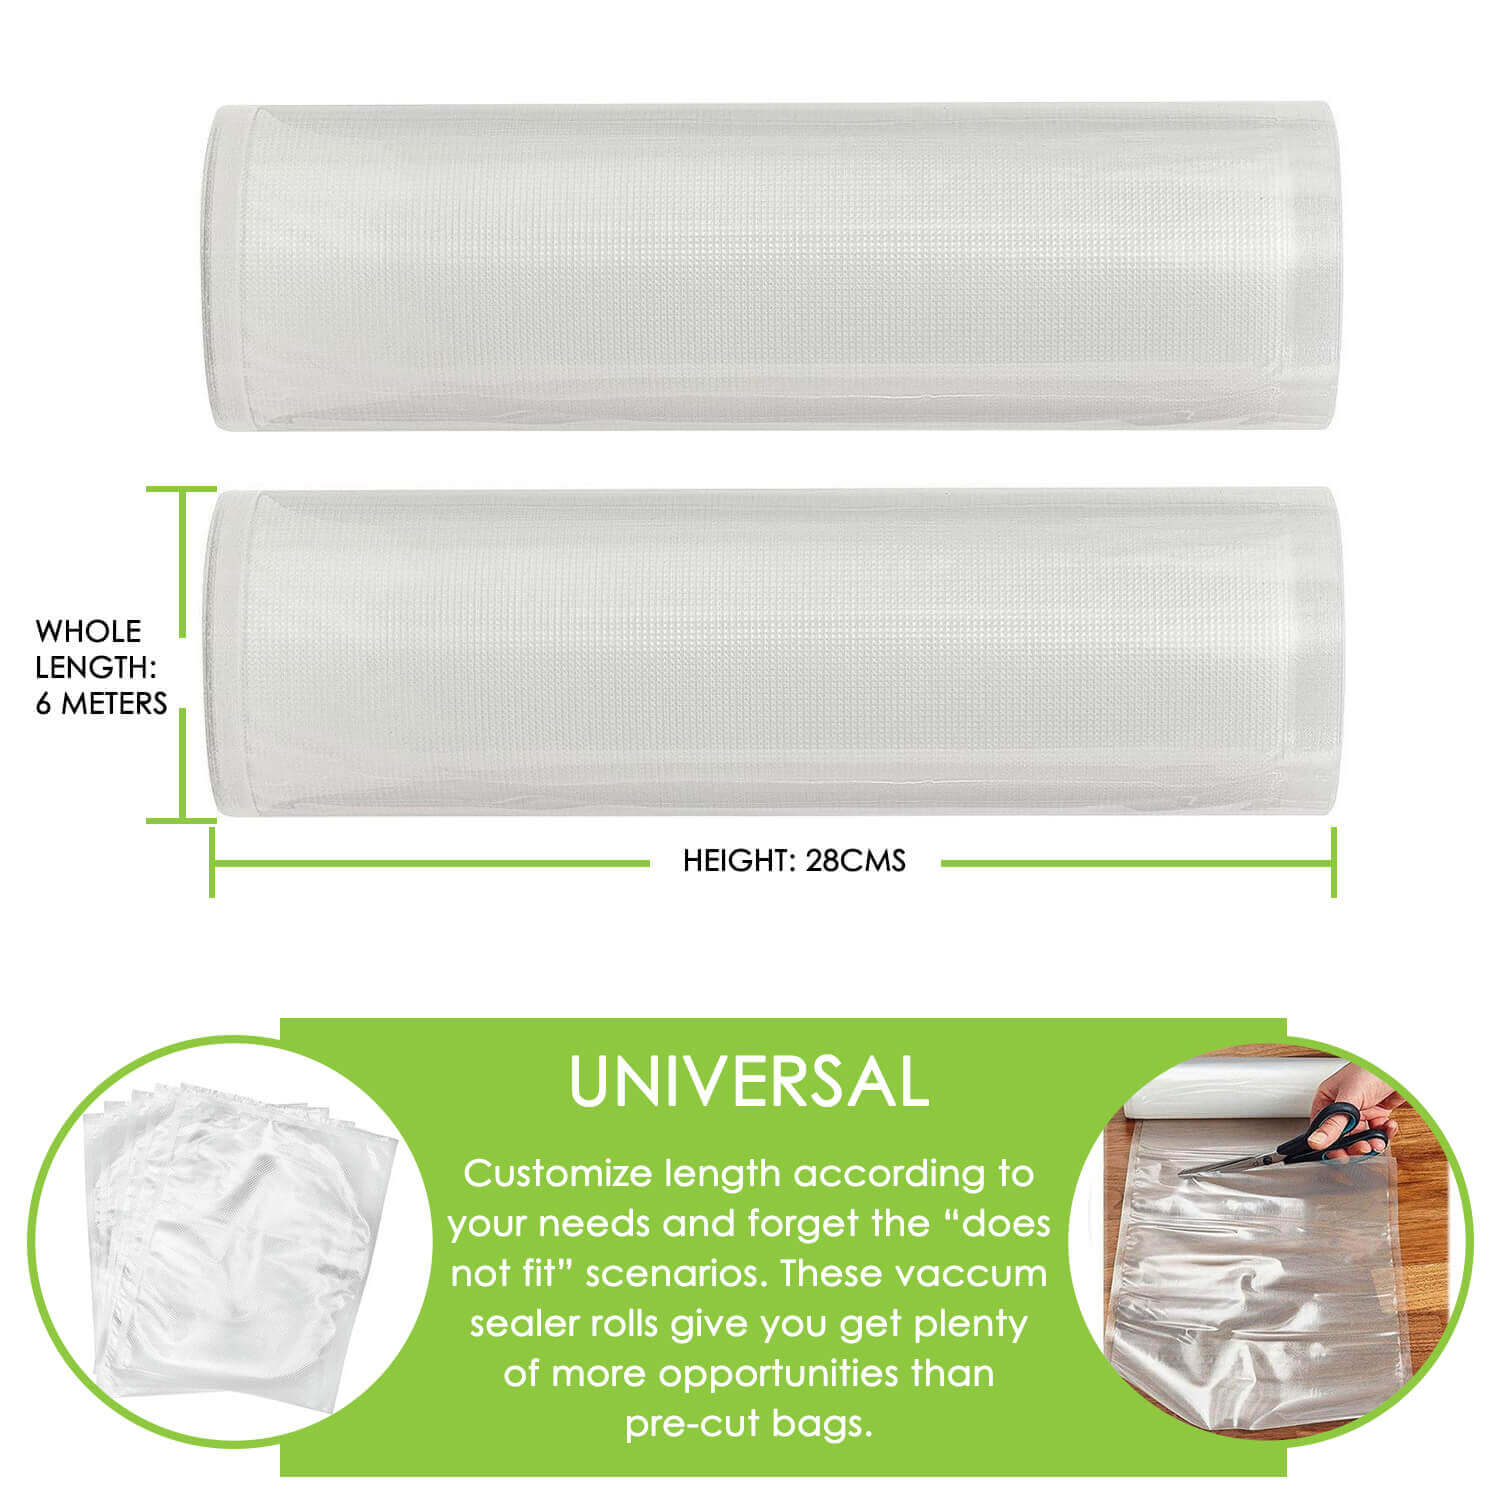 WHOLE
LENGTH:
6 METERS
HEIGHT: 28CMS
UNIVERSAL
Customize length according to
your needs and forget the “does
not fit” scenarios. These vaccum
sealer rolls give you get plenty
of more opportunities than
pre-cut bags.